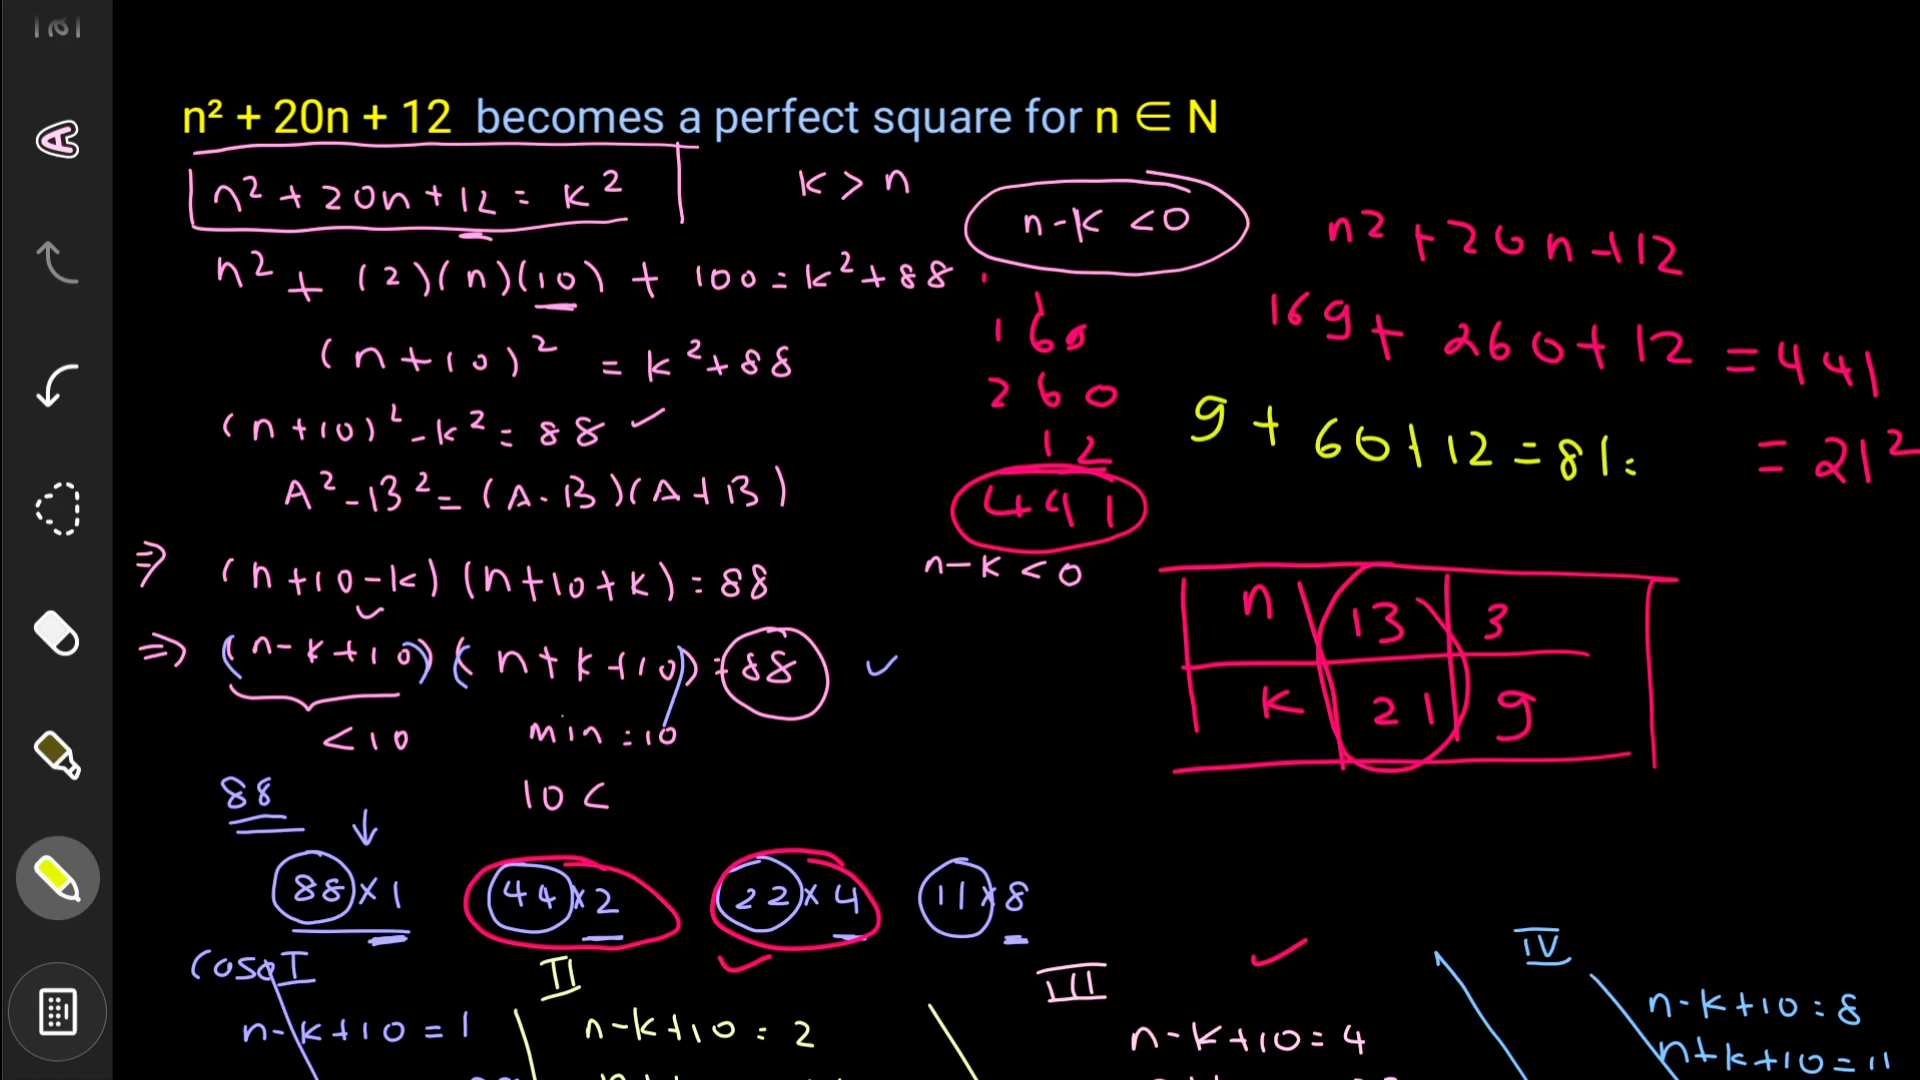 n² + 20n + 12 becomes a perfect square for n ∈ N
n² + 20n + 12 = k²
k > n
n-k <0
n² + (2)(n)(10) + 100 = k² + 88
(n+10)² = k² + 88
(n+10)² - k² = 88
A² - B² = (A-B)(A+B)
⇒ (n+10-k)(n+10+k) = 88
⇒ (n-k+10)(n+k+10) = 88
<10
min = 10
10 <
n-k <0
160
260
12
441
n² + 20n + 12
169 + 260 + 12 = 441
= 21²
9 + 60 + 12 = 81 =
n 13 3
k 21 9
88
88 × 1 44 × 2 22 × 4 11 × 8
Case I
II
III
IV
n-k+10 = 1
n-k+10 = 2
n-k+10 = 4
n-k+10 = 8
n+k+10 = 11